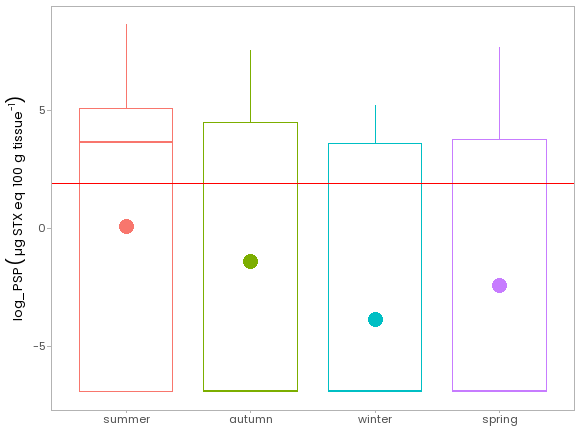 log_PSP (µg STX eq 100 g tissue⁻¹)
5
0
−5
summer autumn winter spring